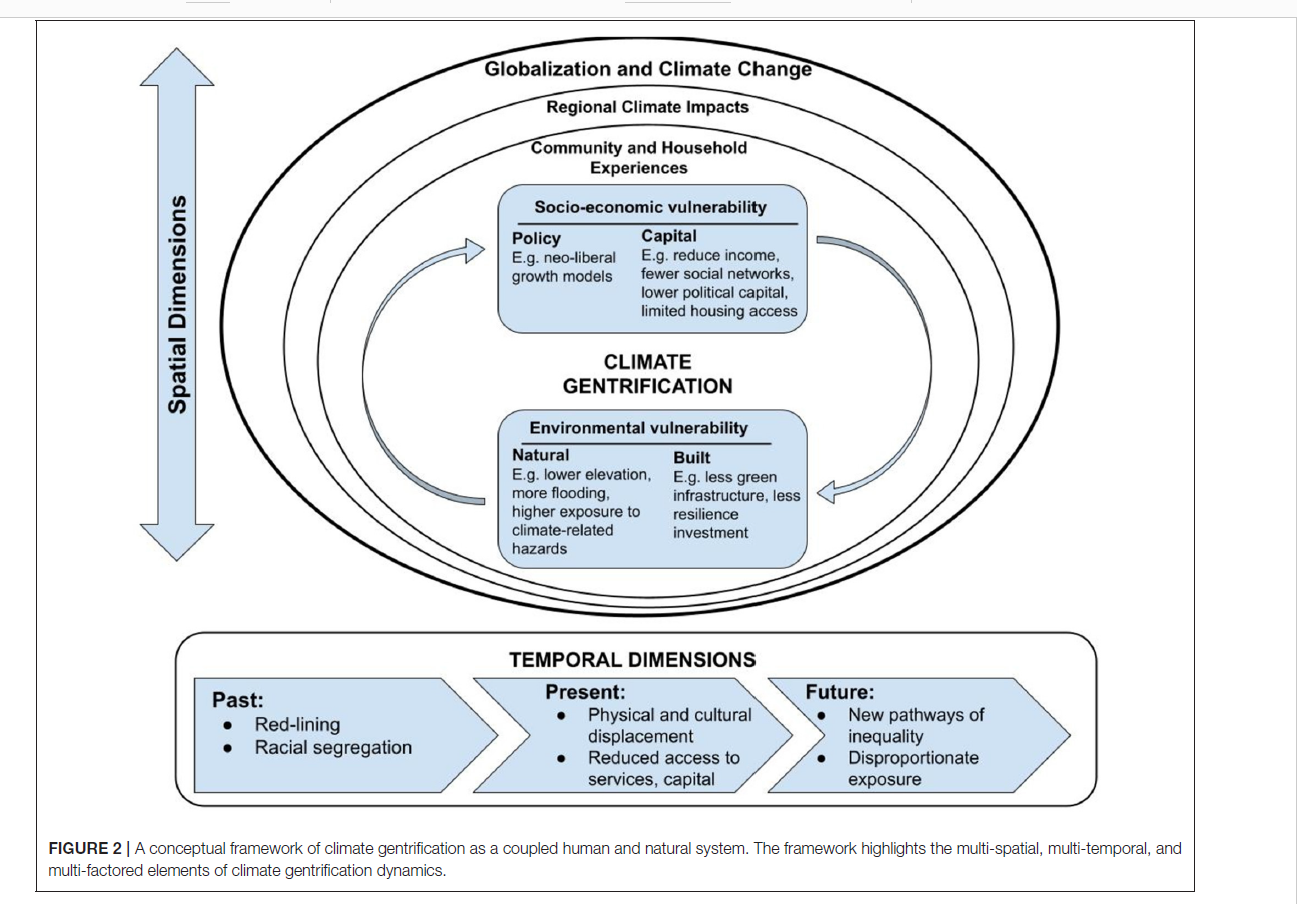 Globalization and Climate Change
Regional Climate Impacts
Community and Household
Experiences
Spatial Dimensions
Socio-economic vulnerability
Policy
E.g. neo-liberal
growth models
Capital
E.g. reduce income,
fewer social networks,
lower political capital,
limited housing access
CLIMATE
GENTRIFICATION
Environmental vulnerability
Natural
E.g. lower elevation,
more flooding,
higher exposure to
climate-related
hazards
Built
E.g. less green
infrastructure, less
resilience
investment
TEMPORAL DIMENSIONS
Past:
• Red-lining
• Racial segregation
Present:
• Physical and cultural
displacement
• Reduced access to
services, capital
Future:
• New pathways of
inequality
• Disproportionate
exposure
FIGURE 2 | A conceptual framework of climate gentrification as a coupled human and natural system. The framework highlights the multi-spatial, multi-temporal, and
multi-factored elements of climate gentrification dynamics.